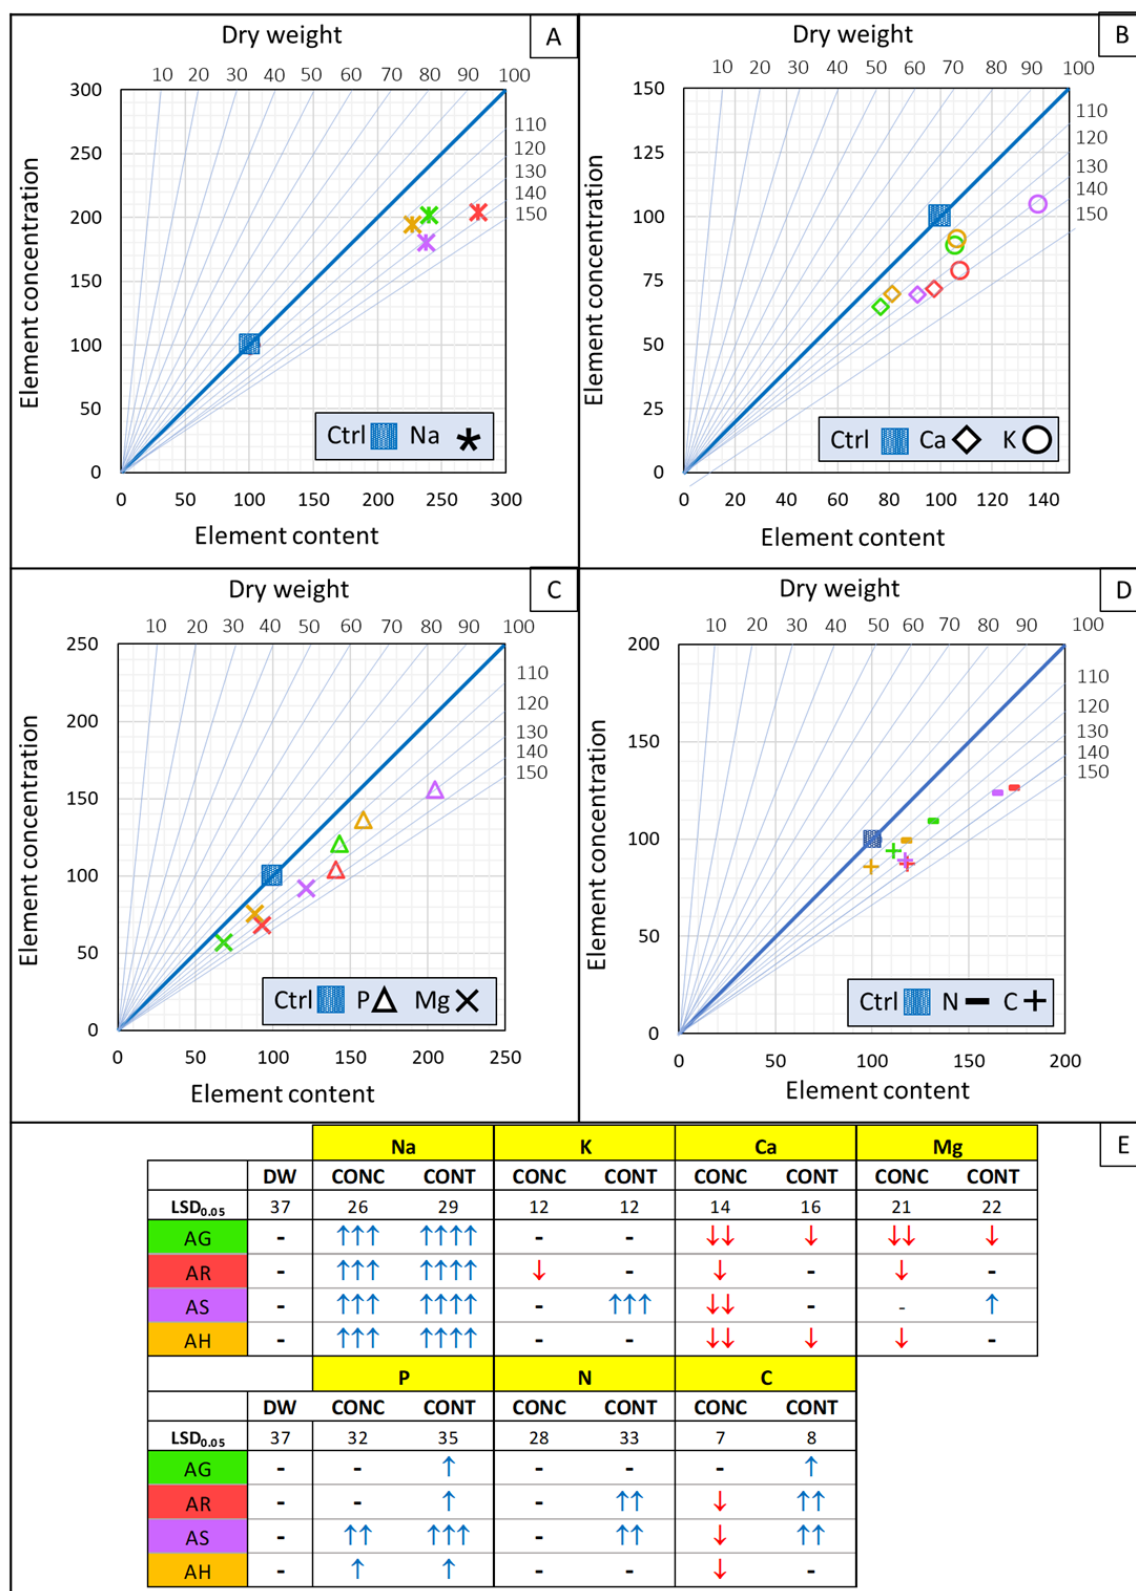 Dry weight A
10 20 30 40 50 60 70 80 90 100
300
250
200
150
100
50
0
110
120
130
140
150
Element concentration
Ctrl Na
0 50 100 150 200 250 300
Element content
Dry weight B
10 20 30 40 50 60 70 80 90 100
150
125
100
75
50
25
0
110
120
130
140
150
Element concentration
Ctrl Ca K
0 20 40 60 80 100 120 140
Element content
Dry weight C
10 20 30 40 50 60 70 80 90 100
250
200
150
100
50
0
110
120
130
140
150
Element concentration
Ctrl P Mg
0 50 100 150 200 250
Element content
Dry weight D
10 20 30 40 50 60 80 90 100
200
150
100
50
0
110
120
130
140
150
Element concentration
Ctrl N C
0 50 100 150 200
Element content
E
Na K Ca Mg
DW CONC CONT CONC CONT CONC CONT CONC CONT
LSD0.05 37 26 29 12 12 14 16 21 22
AG - ↑↑↑ ↑↑↑↑ - - ↓↓ ↓ ↓↓ ↓
AR - ↑↑↑ ↑↑↑↑ ↓ - ↓ - ↓ -
AS - ↑↑↑ ↑↑↑↑ - ↑↑↑ ↓↓ - - ↑
AH - ↑↑↑ ↑↑↑↑ - - ↓↓ ↓ ↓ -
P N C
DW CONC CONT CONC CONT CONC CONT
LSD0.05 37 32 35 28 33 7 8
AG - - ↑ - - - ↑
AR - - ↑ - ↑↑ ↓ ↑↑
AS - ↑↑ ↑↑↑ - ↑↑ ↓ ↑↑
AH - ↑ ↑ - - ↓ -